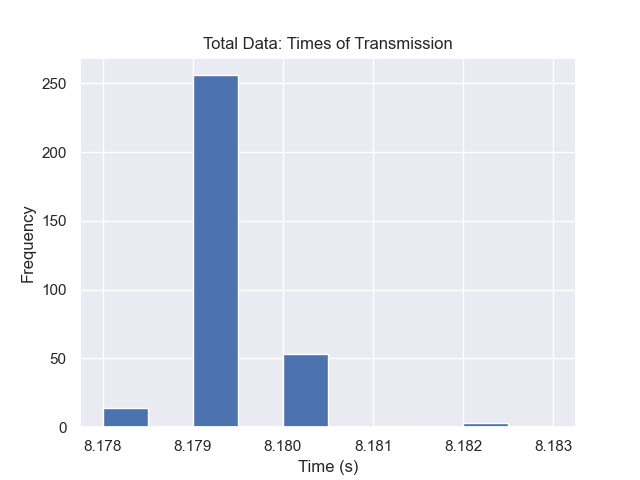 Total Data: Times of Transmission
250
200
150
100
50
0
Frequency
8.178 8.179 8.180 8.181 8.182 8.183
Time (s)